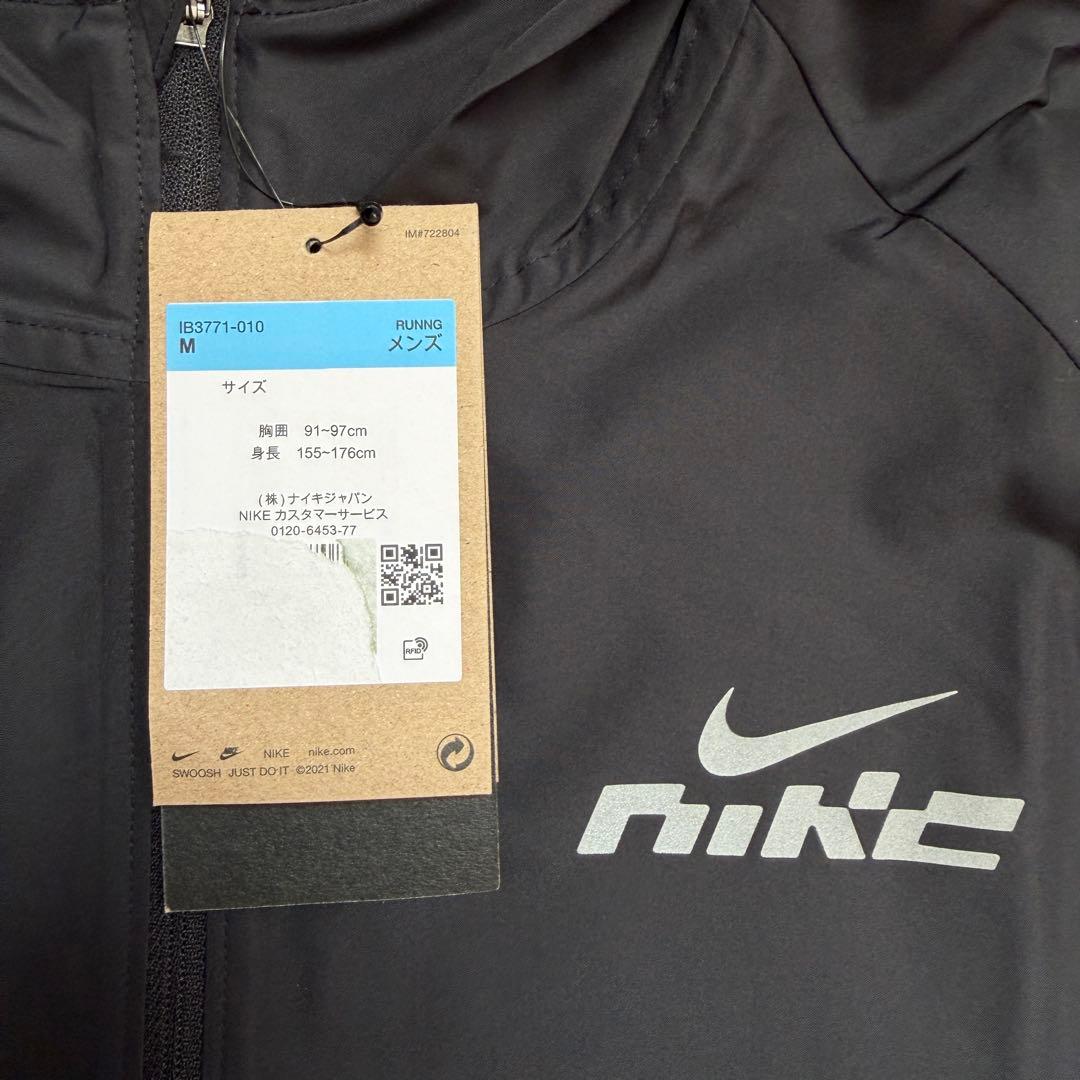 IM#722804
IB3771-010 RUNNG
M メンズ
サイズ
胸囲 91~97cm
身長 155~176cm
(株)ナイキジャパン
NIKE カスタマーサービス
0120-6453-77
RFID
NIKE nike.com
SWOOSH JUST DO IT ©2021 Nike
NIKE